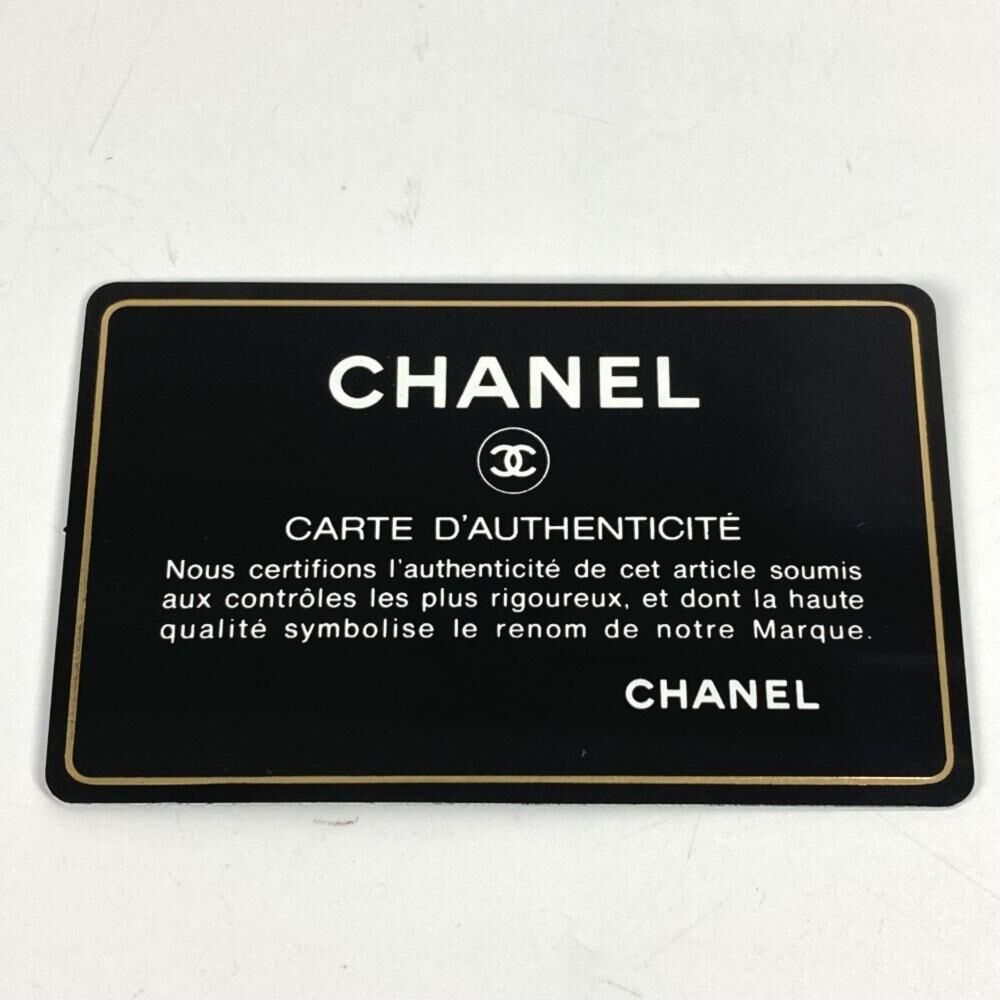 CHANEL
CARTE D'AUTHENTICITÉ
Nous certifions l'authenticité de cet article soumis
aux contrôles les plus rigoureux, et dont la haute
qualité symbolise le renom de notre Marque.
CHANEL